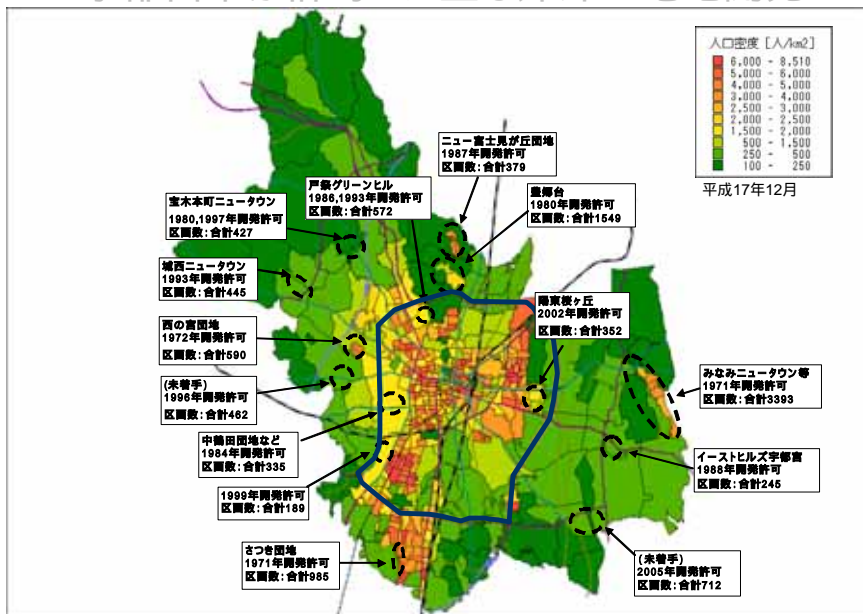 人口密度 [人/km2]
6,000 - 8,510
5,000 - 6,000
4,000 - 5,000
3,000 - 4,000
2,500 - 3,000
2,000 - 2,500
1,500 - 2,000
500 - 1,500
250 - 500
100 - 250
平成17年12月
ニュー富士見が丘団地
1987年開発許可
区画数:合計379
戸祭グリーンヒル
1986,1993年開発許可
区画数:合計572
豊郷台
1980年開発許可
区画数:合計1549
宝木本町ニュータウン
1980,1997年開発許可
区画数:合計427
城西ニュータウン
1993年開発許可
区画数:合計445
陽東桜ヶ丘
2002年開発許可
区画数:合計352
西の宮団地
1972年開発許可
区画数:合計590
みなみニュータウン等
1971年開発許可
区画数:合計3393
(未着手)
1996年開発許可
区画数:合計462
中鶴田団地など
1984年開発許可
区画数:合計335
イーストヒルズ宇都宮
1988年開発許可
区画数:合計245
1999年開発許可
区画数:合計189
さつき団地
1971年開発許可
区画数:合計985
(未着手)
2005年開発許可
区画数:合計712